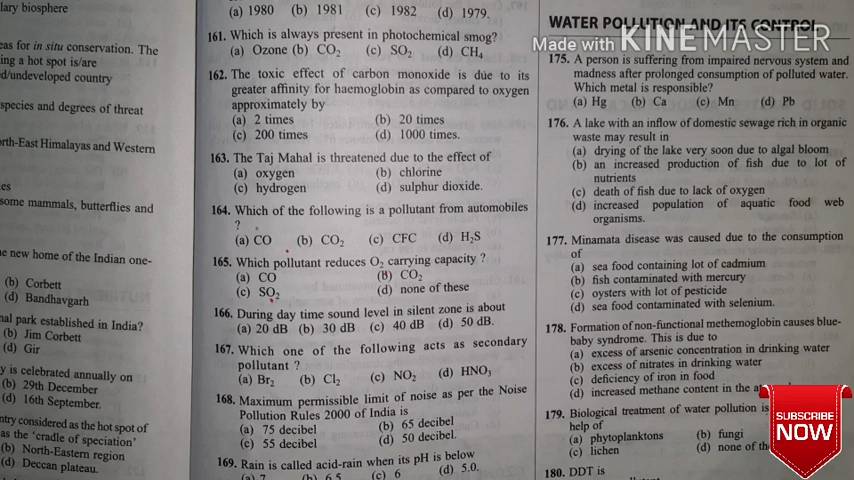 lary biosphere
eas for in situ conservation. The
ing a hot spot is/are
d/undeveloped country
species and degrees of threat
rth-East Himalayas and Western
es
some mammals, butterflies and
e new home of the Indian one-
(b) Corbett
(d) Bandhavgarh
nal park established in India?
(b) Jim Corbett
(d) Gir
y is celebrated annually on
(b) 29th December
(d) 16th September.
ntry considered as the hot spot of
as the 'cradle of speciation'
(b) North-Eastern region
(d) Deccan plateau.
(a) 1980 (b) 1981 (c) 1982 (d) 1979.
161. Which is always present in photochemical smog?
(a) Ozone (b) CO2 (c) SO2 (d) CH4
162. The toxic effect of carbon monoxide is due to its
greater affinity for haemoglobin as compared to oxygen
approximately by
(a) 2 times (b) 20 times
(c) 200 times (d) 1000 times.
163. The Taj Mahal is threatened due to the effect of
(a) oxygen (b) chlorine
(c) hydrogen (d) sulphur dioxide.
164. Which of the following is a pollutant from automobiles
?
(a) CO (b) CO2 (c) CFC (d) H2S
165. Which pollutant reduces O2 carrying capacity ?
(a) CO (b) CO2
(c) SO2 (d) none of these
166. During day time sound level in silent zone is about
(a) 20 dB (b) 30 dB (c) 40 dB (d) 50 dB.
167. Which one of the following acts as secondary
pollutant ?
(a) Br2 (b) Cl2 (c) NO2 (d) HNO3
168. Maximum permissible limit of noise as per the Noise
Pollution Rules 2000 of India is
(a) 75 decibel (b) 65 decibel
(c) 55 decibel (d) 50 decibel.
169. Rain is called acid-rain when its pH is below
(a) 7 (b) 6.5 (c) 6 (d) 5.0.
WATER POLLUTION AND ITS CONTROL
Made with KINEMASTER
175. A person is suffering from impaired nervous system and
madness after prolonged consumption of polluted water.
Which metal is responsible?
(a) Hg (b) Ca (c) Mn (d) Pb
176. A lake with an inflow of domestic sewage rich in organic
waste may result in
(a) drying of the lake very soon due to algal bloom
(b) an increased production of fish due to lot of
nutrients
(c) death of fish due to lack of oxygen
(d) increased population of aquatic food web
organisms.
177. Minamata disease was caused due to the consumption
of
(a) sea food containing lot of cadmium
(b) fish contaminated with mercury
(c) oysters with lot of pesticide
(d) sea food contaminated with selenium.
178. Formation of non-functional methemoglobin causes blue-
baby syndrome. This is due to
(a) excess of arsenic concentration in drinking water
(b) excess of nitrates in drinking water
(c) deficiency of iron in food
(d) increased methane content in the
179. Biological treatment of water pollution is
help of
(a) phytoplanktons (b) fungi
(c) lichen (d) none of
180. DDT is
SUBSCRIBE
NOW